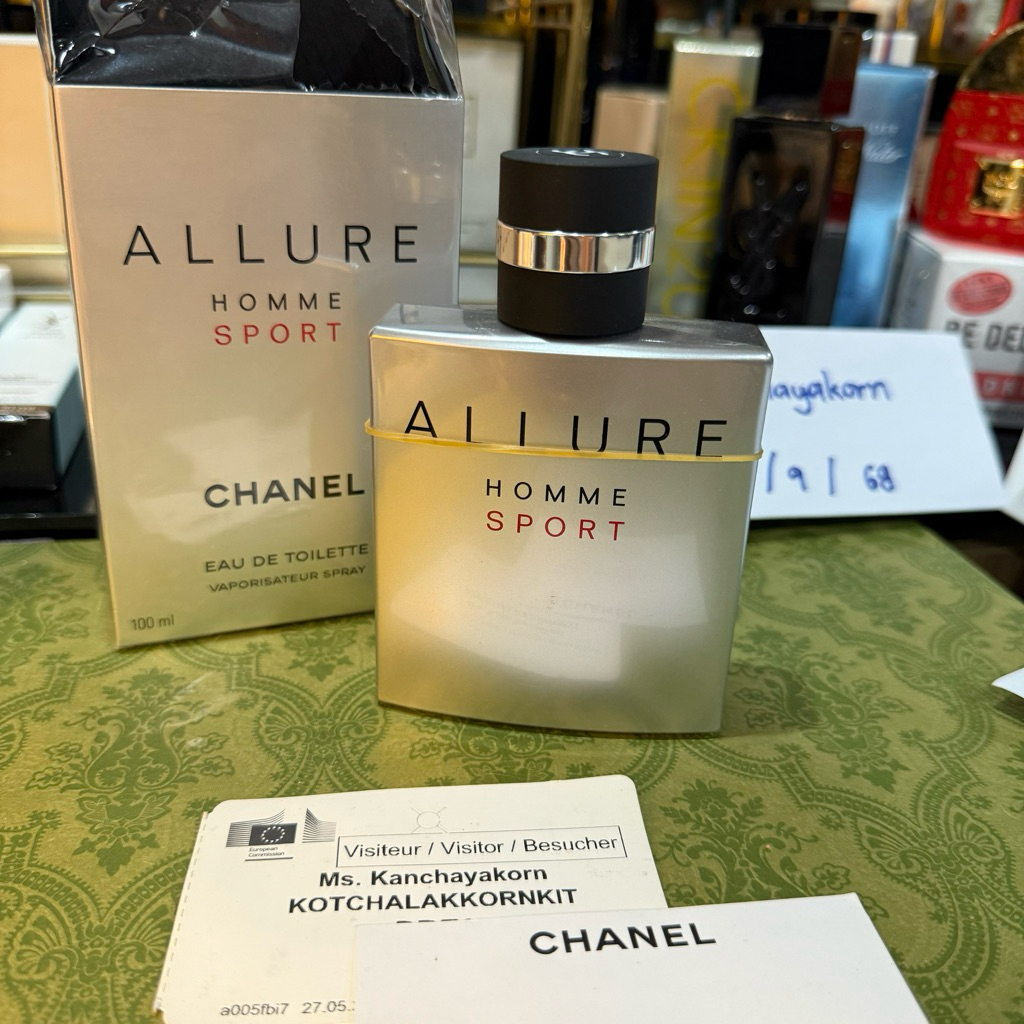 ALLURE
HOMME
SPORT
CHANEL
EAU DE TOILETTE
VAPORISATEUR SPRAY
100 ml
ALLURE
HOMME
SPORT
ayakorn
/9/68
European
Commission
Visiteur / Visitor / Besucher
Ms. Kanchayakorn
KOTCHALAKKORNKIT
a005fbi7 27.05.
CHANEL